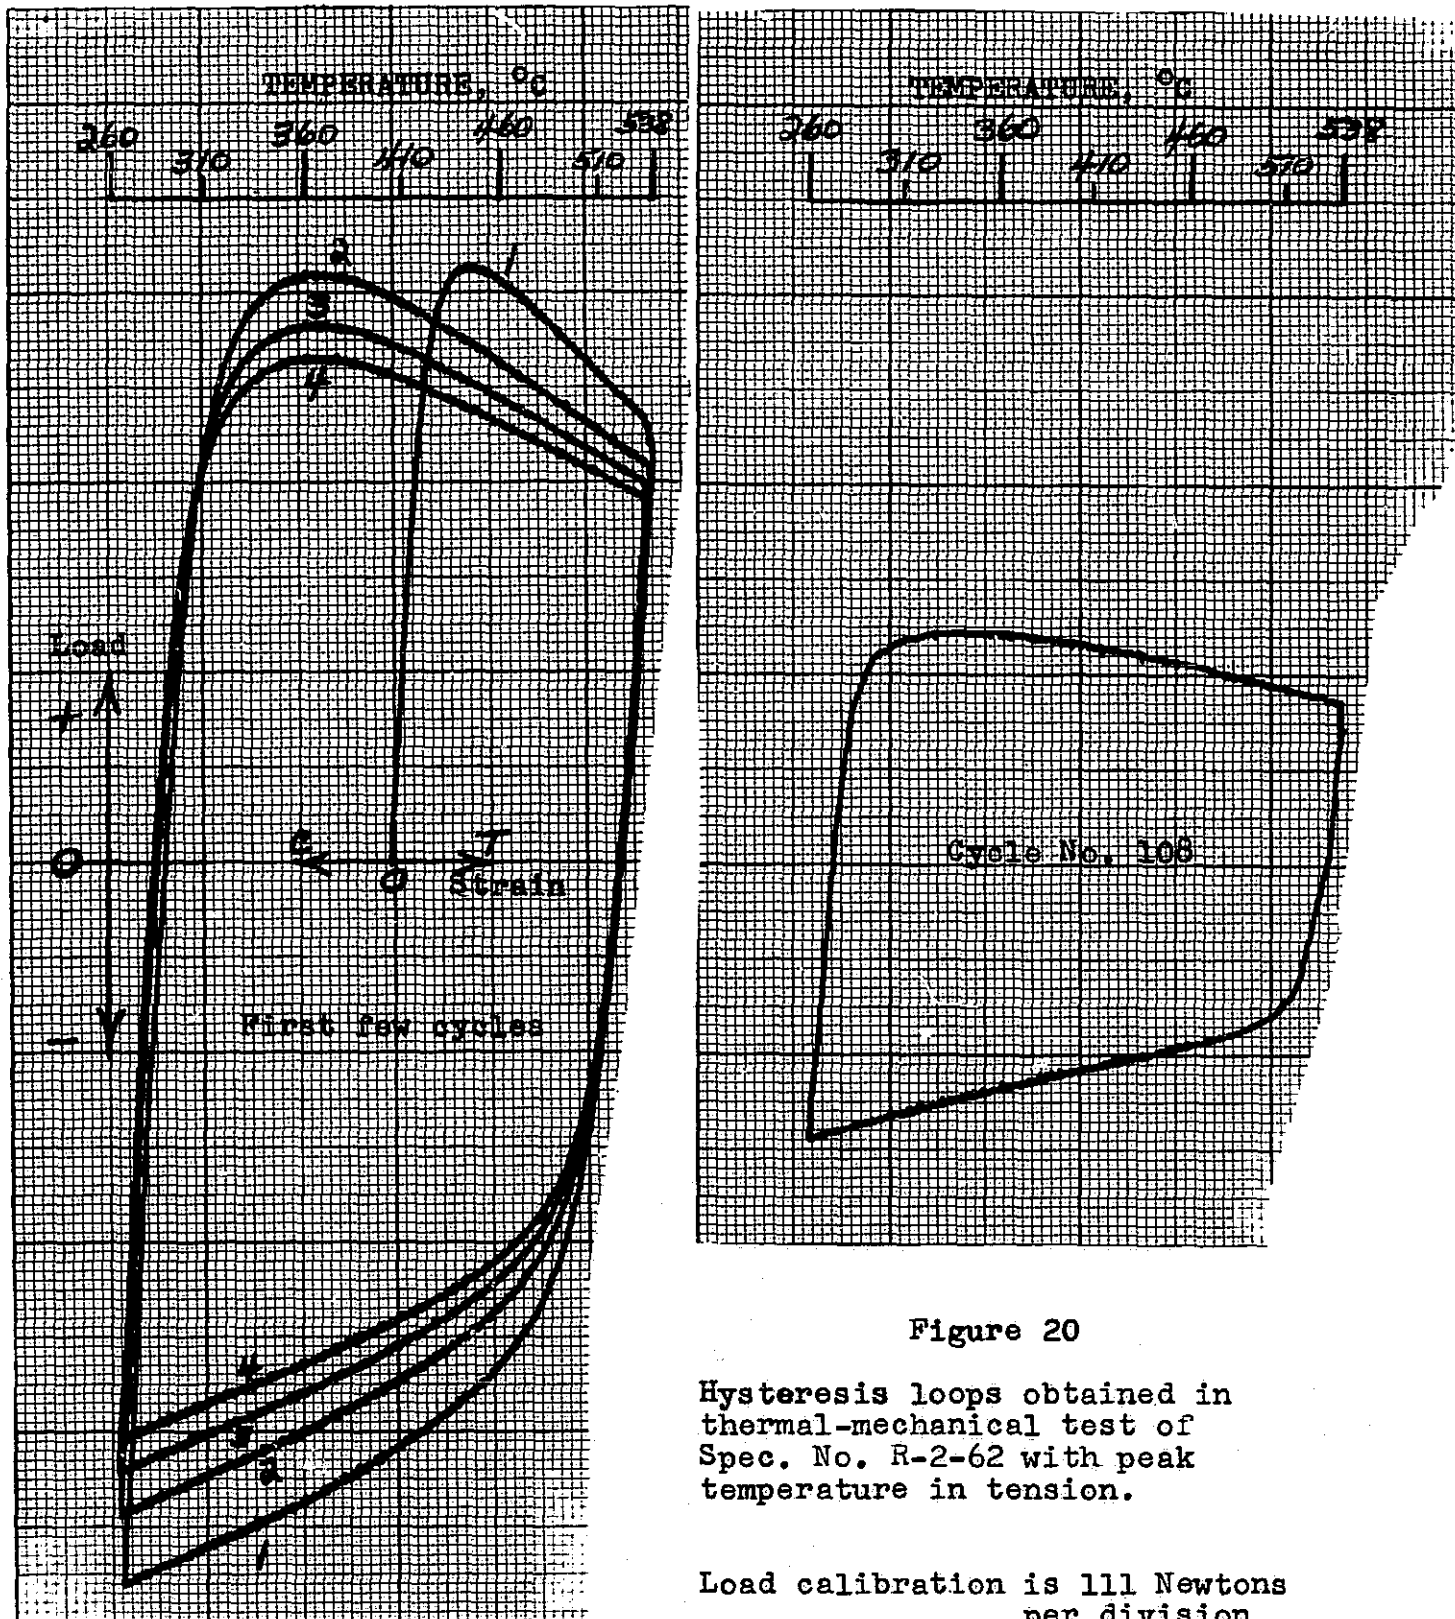 TEMPERATURE, °C
260 310 360 410 460 510 538
2
1
3
4
Load
+
0
C T
0 Strain
-
First few cycles
4
3
2
1
TEMPERATURE, °C
260 310 360 410 460 510 538
Cycle No. 108
Figure 20
Hysteresis loops obtained in
thermal-mechanical test of
Spec. No. R-2-62 with peak
temperature in tension.
Load calibration is 111 Newtons
per division